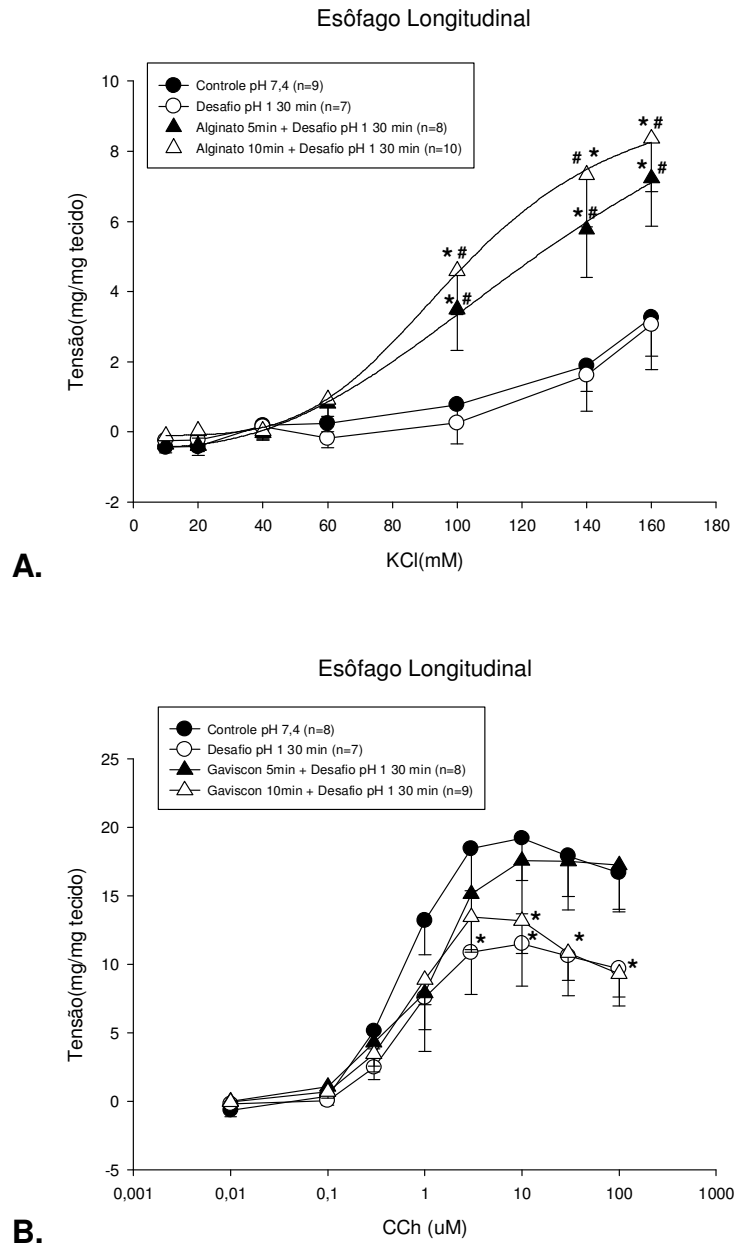 Esôfago Longitudinal
Controle pH 7,4 (n=9)
Desafio pH 1 30 min (n=7)
Alginato 5min + Desafio pH 1 30 min (n=8)
Alginato 10min + Desafio pH 1 30 min (n=10)
Tensão(mg/mg tecido)
10
8
6
4
2
0
-2
* #
# *
* #
* #
* #
* #
0 20 40 60 80 100 120 140 160 180
KCl(mM)
A.
Esôfago Longitudinal
Controle pH 7,4 (n=8)
Desafio pH 1 30 min (n=7)
Gaviscon 5min + Desafio pH 1 30 min (n=8)
Gaviscon 10min + Desafio pH 1 30 min (n=9)
Tensão(mg/mg tecido)
25
20
15
10
5
0
-5
*
* * *
*
0,001 0,01 0,1 1 10 100 1000
CCh (uM)
B.